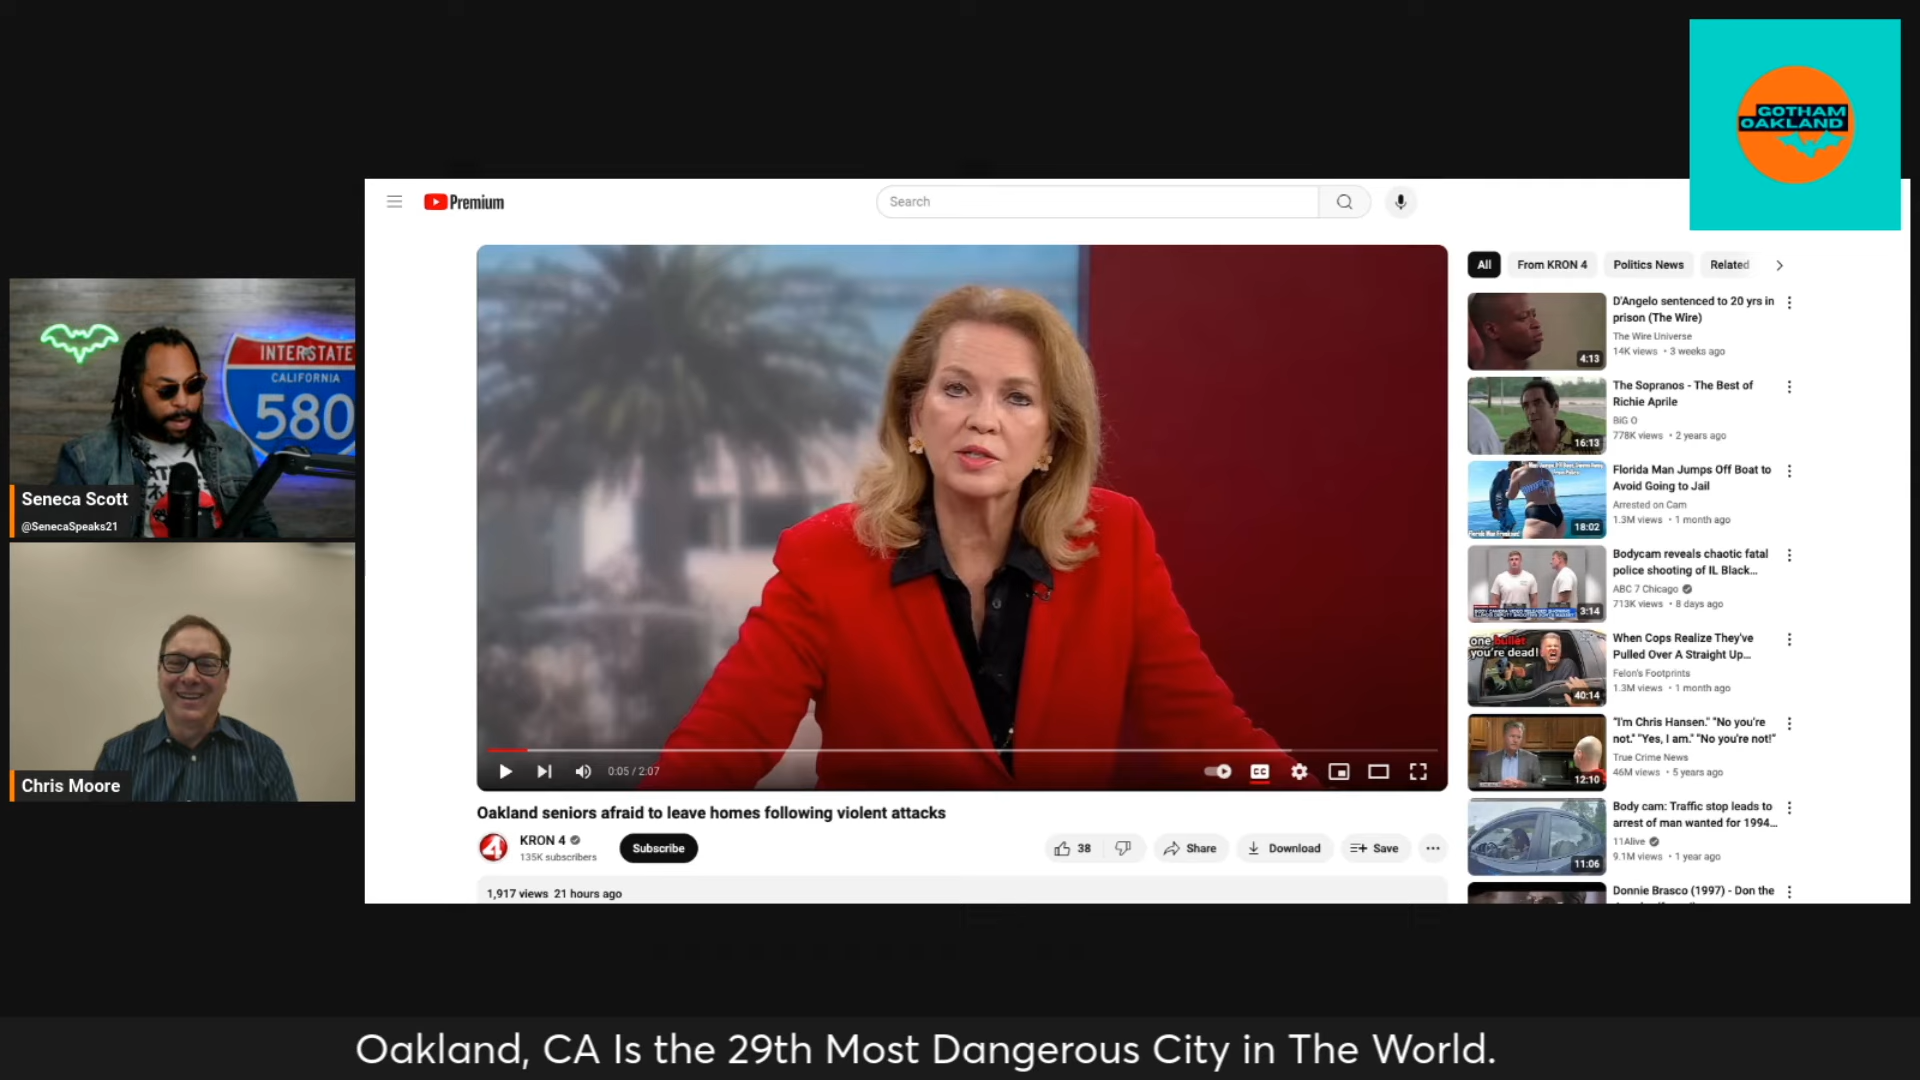 GOTHAM
OAKLAND
Premium
Search
All
From KRON 4
Politics News
Related
INTERSTATE
CALIFORNIA
580
Seneca Scott
@SenecaSpeaks21
Chris Moore
0:05 / 2:07
CC
Oakland seniors afraid to leave homes following violent attacks
4
KRON 4
135K subscribers
Subscribe
38
Share
Download
Save
1,917 views 21 hours ago
D'Angelo sentenced to 20 yrs in
prison (The Wire)
The Wire Universe
14K views • 3 weeks ago
4:13
The Sopranos - The Best of
Richie Aprile
BiG O
778K views • 2 years ago
16:13
Florida Man Jumps Off Boat to
Avoid Going to Jail
Arrested on Cam
1.3M views • 1 month ago
18:02
Bodycam reveals chaotic fatal
police shooting of IL Black...
ABC 7 Chicago
713K views • 8 days ago
3:14
one bullet
you're dead!
When Cops Realize They've
Pulled Over A Straight Up...
Felon's Footprints
1.3M views • 1 month ago
40:14
"I'm Chris Hansen." "No you're
not." "Yes, I am." "No you're not!"
True Crime News
46M views • 5 years ago
12:10
Body cam: Traffic stop leads to
arrest of man wanted for 1994...
11Alive
9.1M views • 1 year ago
11:06
Donnie Brasco (1997) - Don the
Oakland, CA Is the 29th Most Dangerous City in The World.